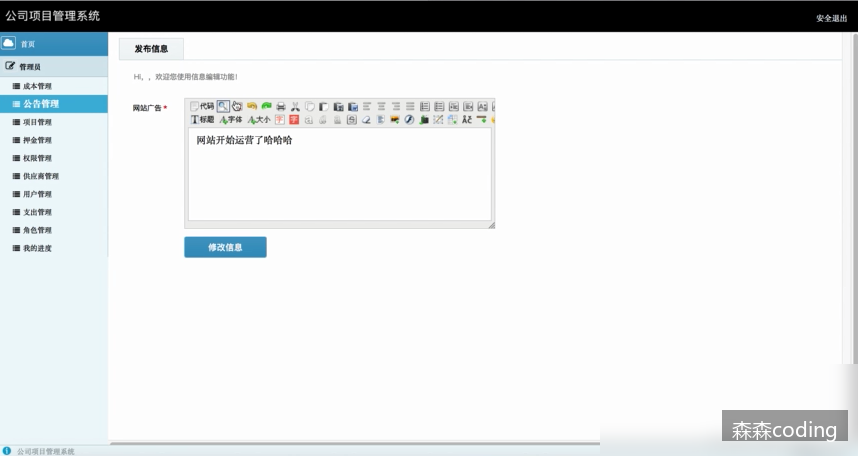 公司项目管理系统
安全退出
首页
管理员
成本管理
公告管理
项目管理
押金管理
权限管理
供应商管理
用户管理
支出管理
角色管理
我的进度
发布信息
Hi，，欢迎您使用信息编辑功能！
网站广告 *
代码
标题 字体 大小
网站开始运营了哈哈哈
修改信息
森森coding
公司项目管理系统